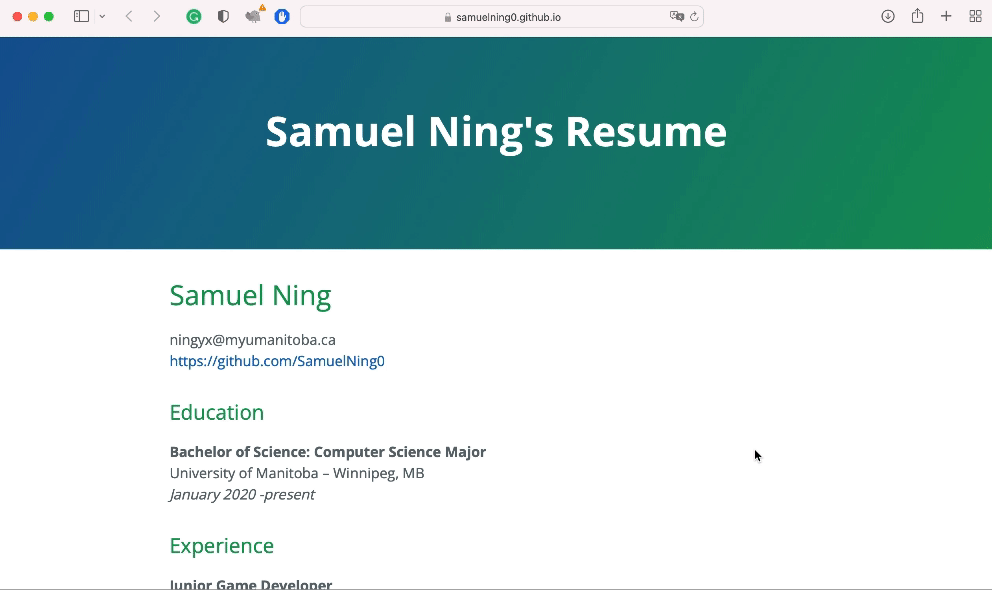 samuelning0.github.io
Samuel Ning's Resume
Samuel Ning
ningyx@myumanitoba.ca
https://github.com/SamuelNing0
Education
Bachelor of Science: Computer Science Major
University of Manitoba – Winnipeg, MB
January 2020 -present
Experience
Junior Game Developer